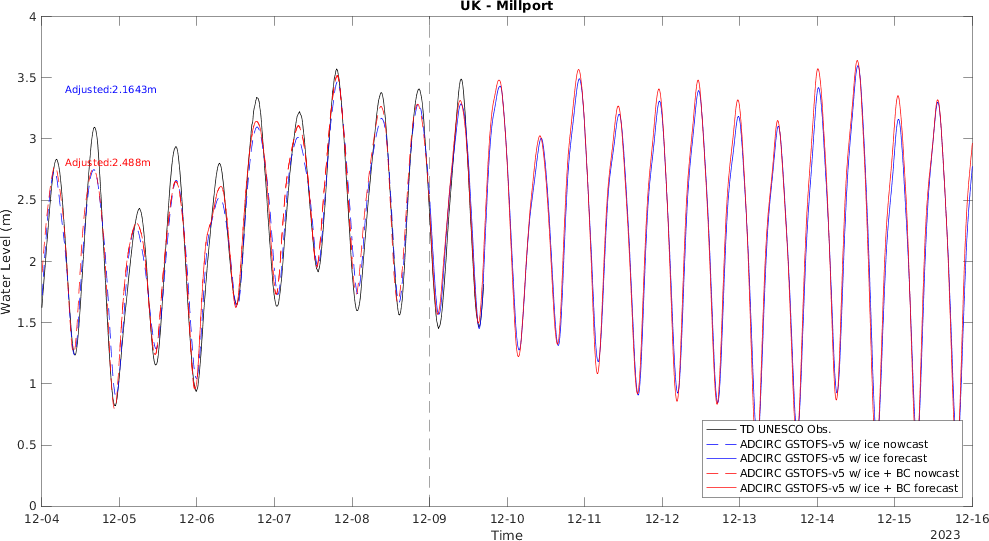 UK - Millport
4
3.5
3
2.5
2
1.5
1
0.5
0
Water Level (m)
Adjusted:2.1643m
Adjusted:2.488m
TD UNESCO Obs.
ADCIRC GSTOFS-v5 w/ ice nowcast
ADCIRC GSTOFS-v5 w/ ice forecast
ADCIRC GSTOFS-v5 w/ ice + BC nowcast
ADCIRC GSTOFS-v5 w/ ice + BC forecast
12-04 12-05 12-06 12-07 12-08 12-09 12-10 12-11 12-12 12-13 12-14 12-15 12-16
Time
2023